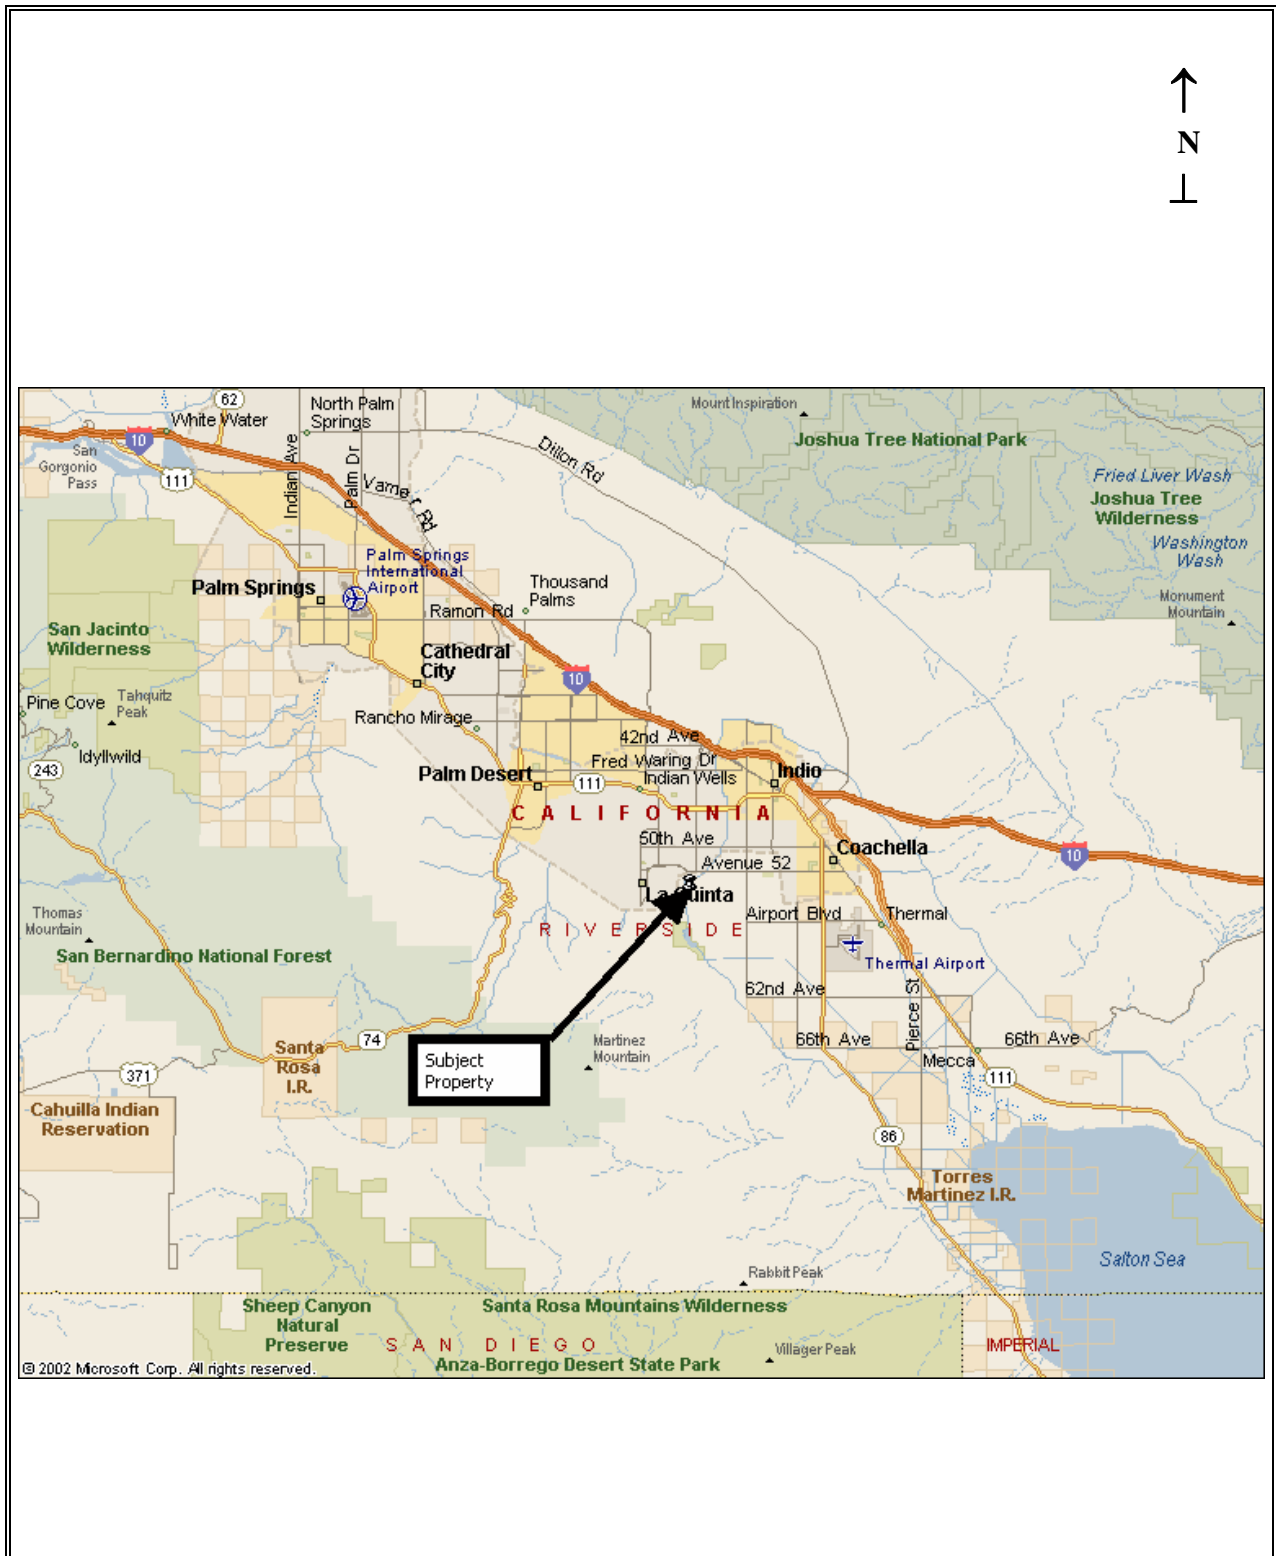 N
62
North Palm
Springs
White Water
10
San
Gorgonio
Pass
111
Indian Ave
Palm Dr
Varner Rd
Dillon Rd
Mount Inspiration
Joshua Tree National Park
Fried Liver Wash
Joshua Tree
Wilderness
Washington
Wash
Monument
Mountain
Palm Springs
International
Airport
Palm Springs
Thousand
Palms
Ramon Rd
San Jacinto
Wilderness
Cathedral
City
10
Pine Cove
Tahquitz
Peak
Rancho Mirage
Idyllwild
243
42nd Ave
Fred Waring Dr
Palm Desert
111
Indian Wells
Indio
CALIFORNIA
50th Ave
Coachella
10
Avenue 52
La Quinta
Thomas
Mountain
Airport Blvd
Thermal
RIVERSIDE
San Bernardino National Forest
Thermal Airport
62nd Ave
Pierce St
74
66th Ave
66th Ave
Santa
Rosa
I.R.
Subject
Property
Martinez
Mountain
Mecca
371
111
Cahuilla Indian
Reservation
86
Torres
Martinez I.R.
Salton Sea
Rabbit Peak
Sheep Canyon
Natural
Preserve
Santa Rosa Mountains Wilderness
SAN DIEGO
Villager Peak
IMPERIAL
Anza-Borrego Desert State Park
© 2002 Microsoft Corp. All rights reserved.